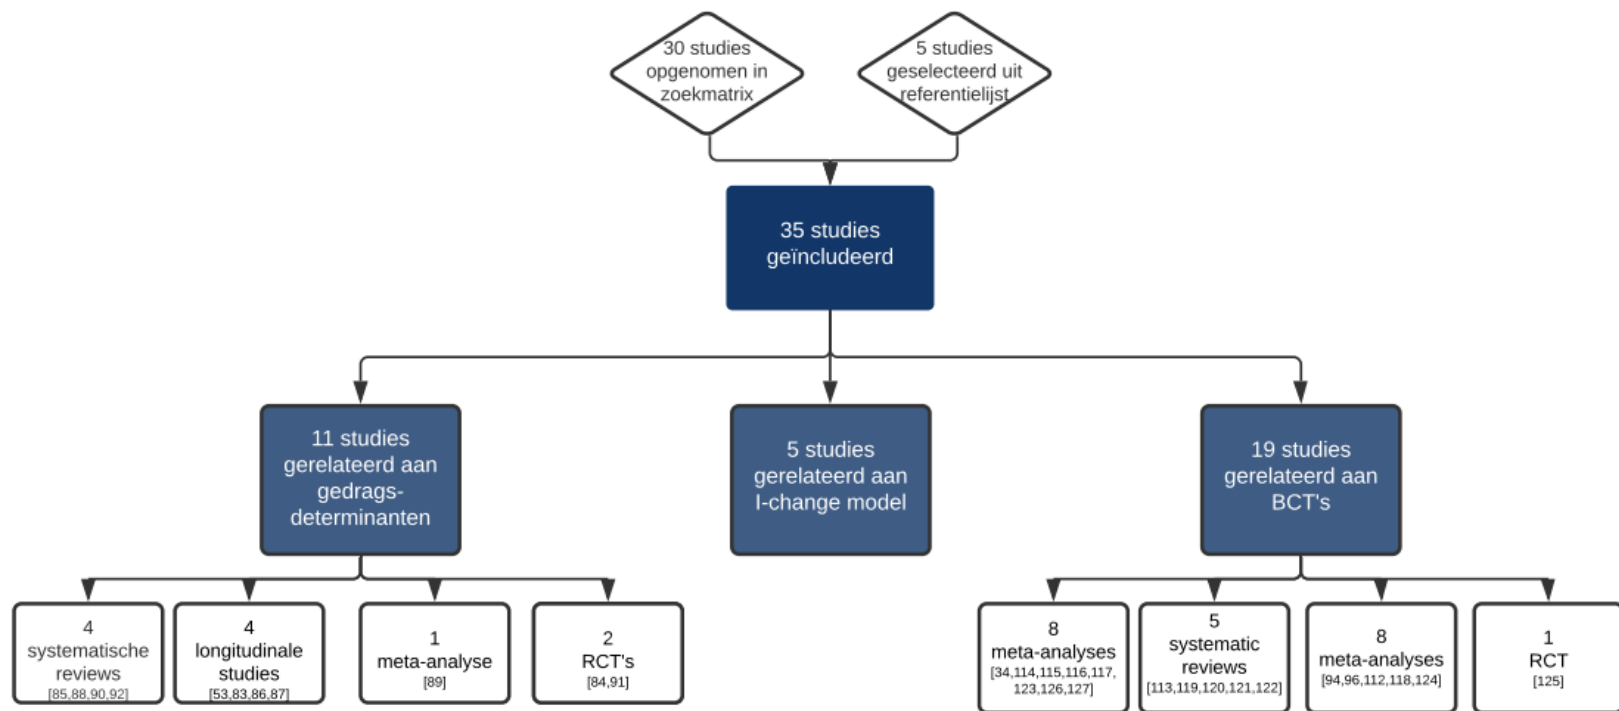 30 studies
opgenomen in
zoekmatrix
5 studies
geselecteerd uit
referentielijst
35 studies
geïncludeerd
11 studies
gerelateerd aan
gedrags-
determinanten
5 studies
gerelateerd aan
I-change model
19 studies
gerelateerd aan
BCT's
4
systematische
reviews
[85,88,90,92]
4
longitudinale
studies
[53,83,86,87]
1
meta-analyse
[89]
2
RCT's
[84,91]
8
meta-analyses
[34,114,115,116,117,
123,126,127]
5
systematic
reviews
[113,119,120,121,122]
8
meta-analyses
[94,96,112,118,124]
1
RCT
[125]